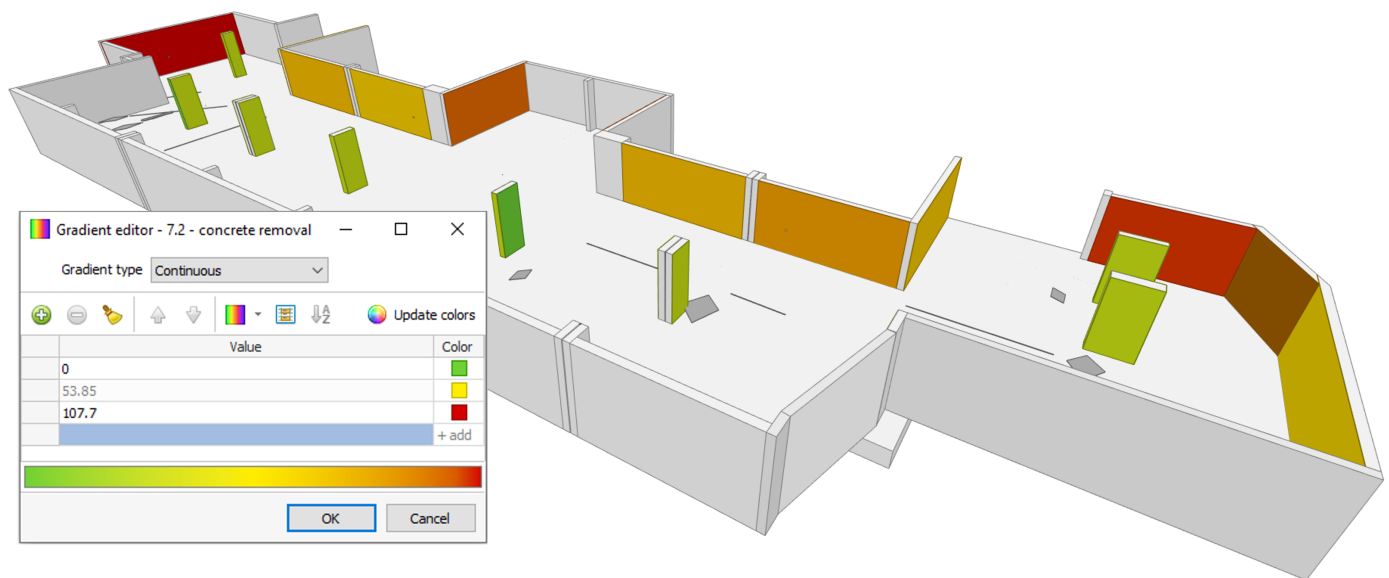 Gradient editor - 7.2 - concrete removal
Gradient type Continuous
A
Z
Update colors
Value Color
0
53.85
107.7
+ add
OK Cancel